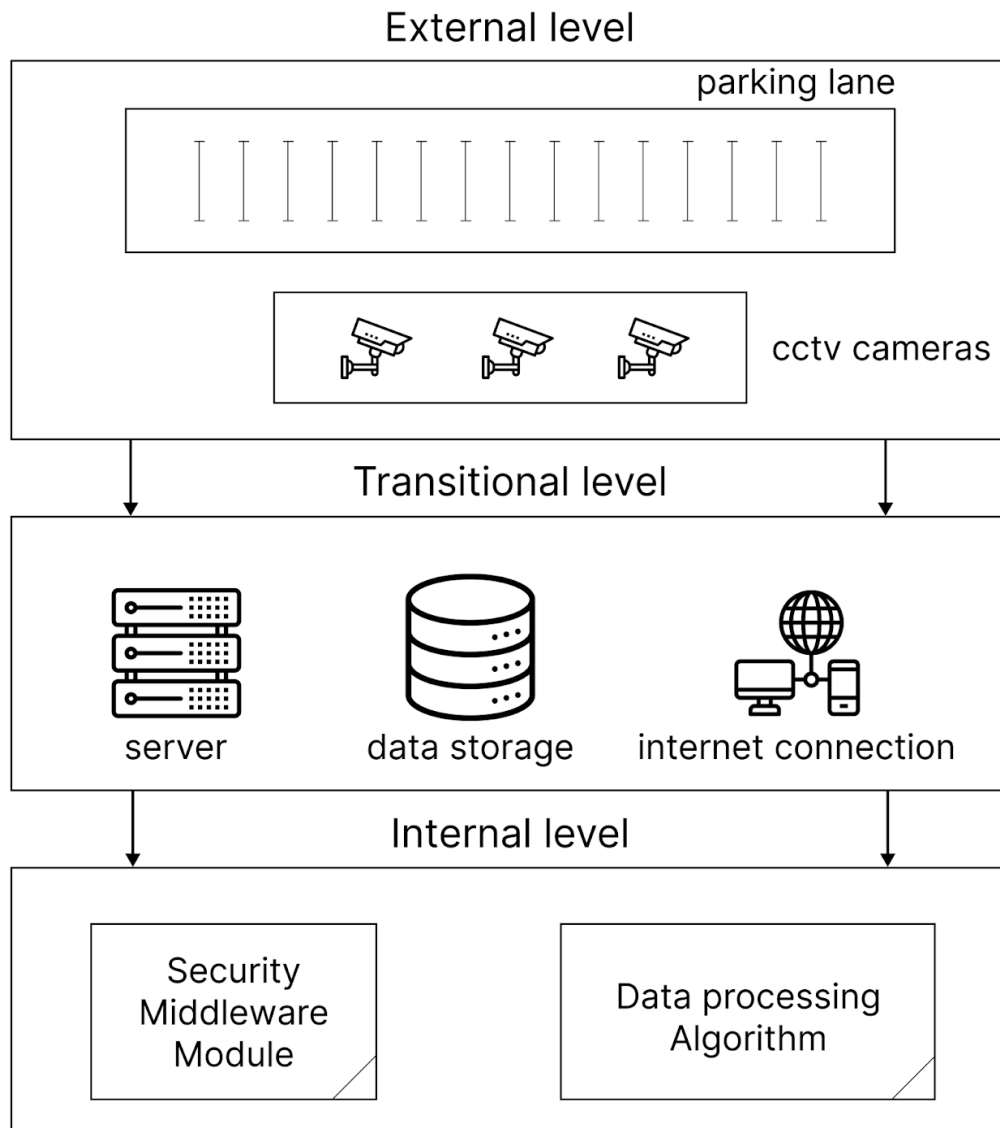 External level
parking lane
cctv cameras
Transitional level
server
data storage
internet connection
Internal level
Security
Middleware
Module
Data processing
Algorithm